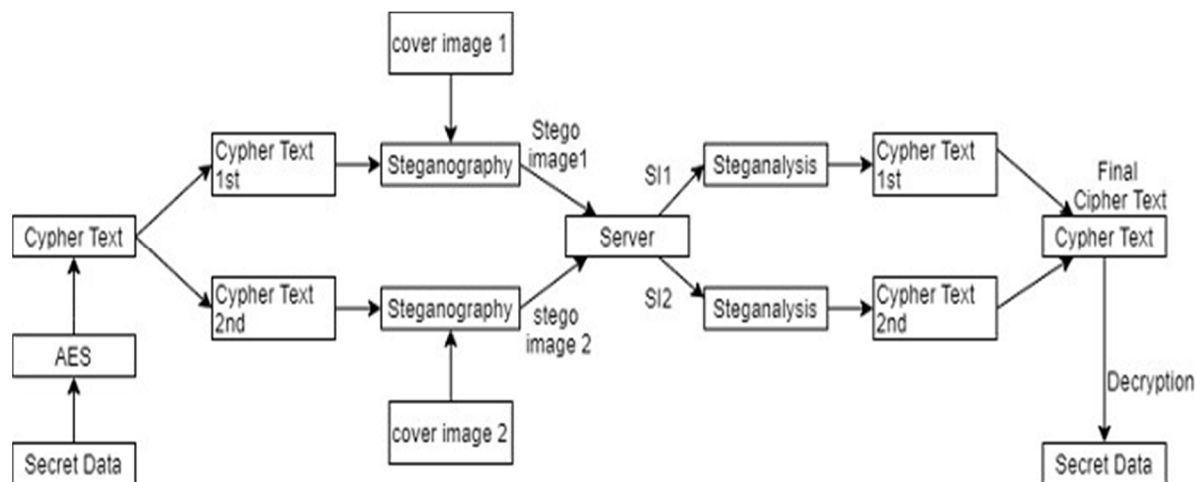 cover image 1
Cypher Text
1st
Steganography
Stego
image1
SI1
Steganalysis
Cypher Text
1st
Final
Cipher Text
Cypher Text
Server
Cypher Text
Cypher Text
2nd
Steganography
stego
image 2
SI2
Steganalysis
Cypher Text
2nd
AES
Decryption
cover image 2
Secret Data
Secret Data